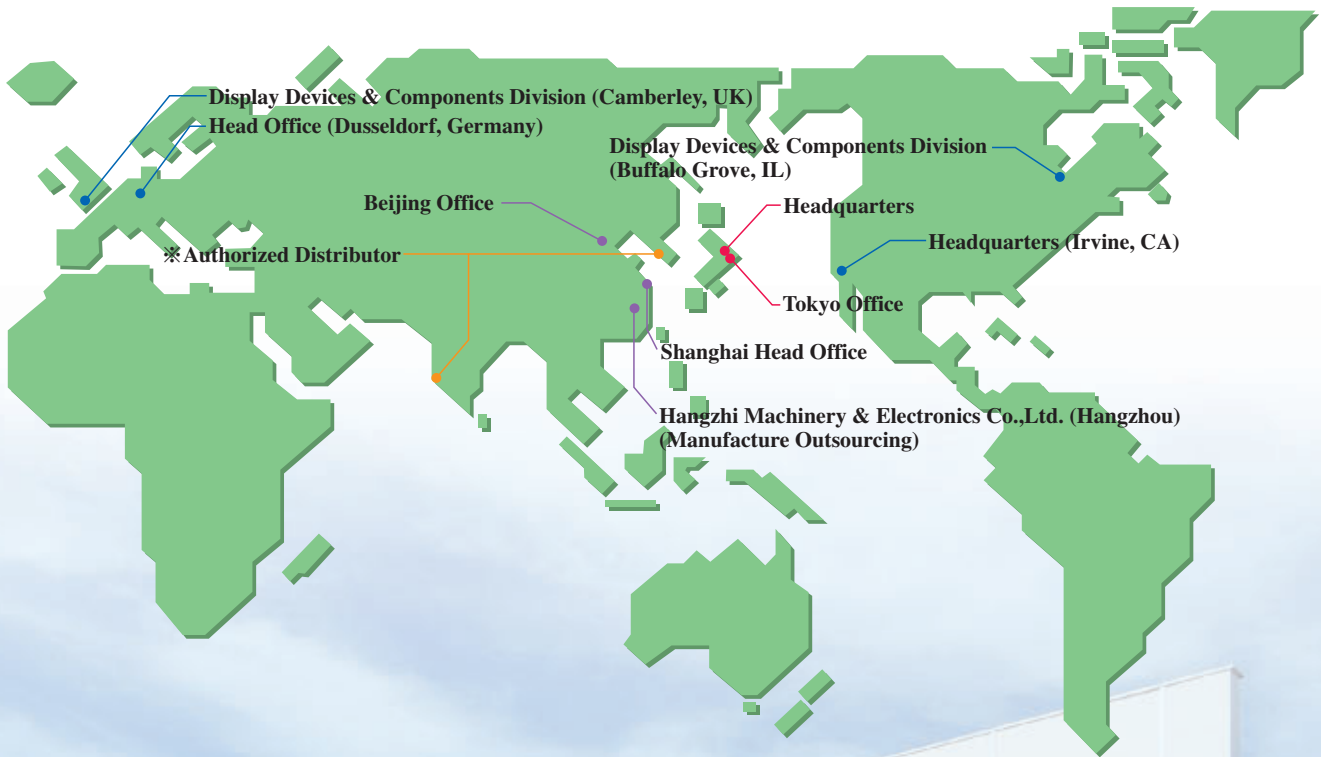 Display Devices & Components Division (Camberley, UK)
Head Office (Dusseldorf, Germany)
Display Devices & Components Division
(Buffalo Grove, IL)
Beijing Office
Headquarters
Headquarters (Irvine, CA)
※Authorized Distributor
Tokyo Office
Shanghai Head Office
Hangzhi Machinery & Electronics Co.,Ltd. (Hangzhou)
(Manufacture Outsourcing)